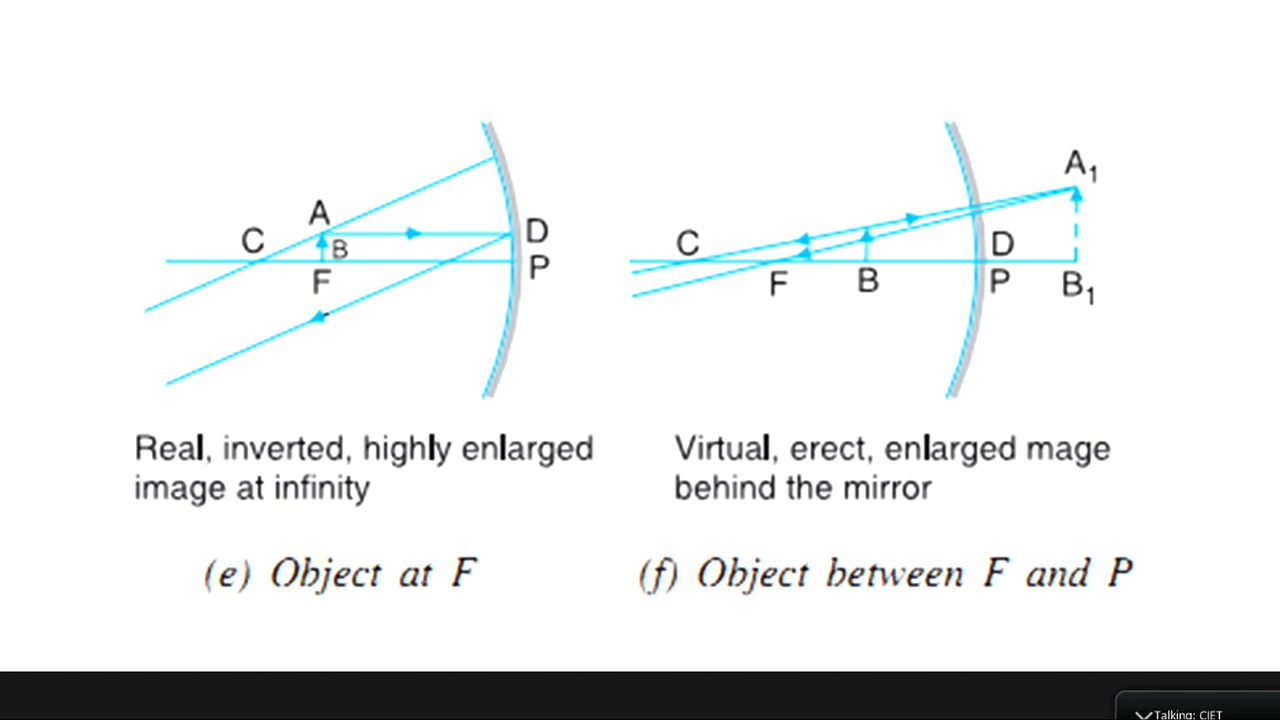 A
C
B
D
F
P
A1
C
D
F
B
P
B1
Real, inverted, highly enlarged
image at infinity
Virtual, erect, enlarged mage
behind the mirror
(e) Object at F
(f) Object between F and P
Talking: CIET